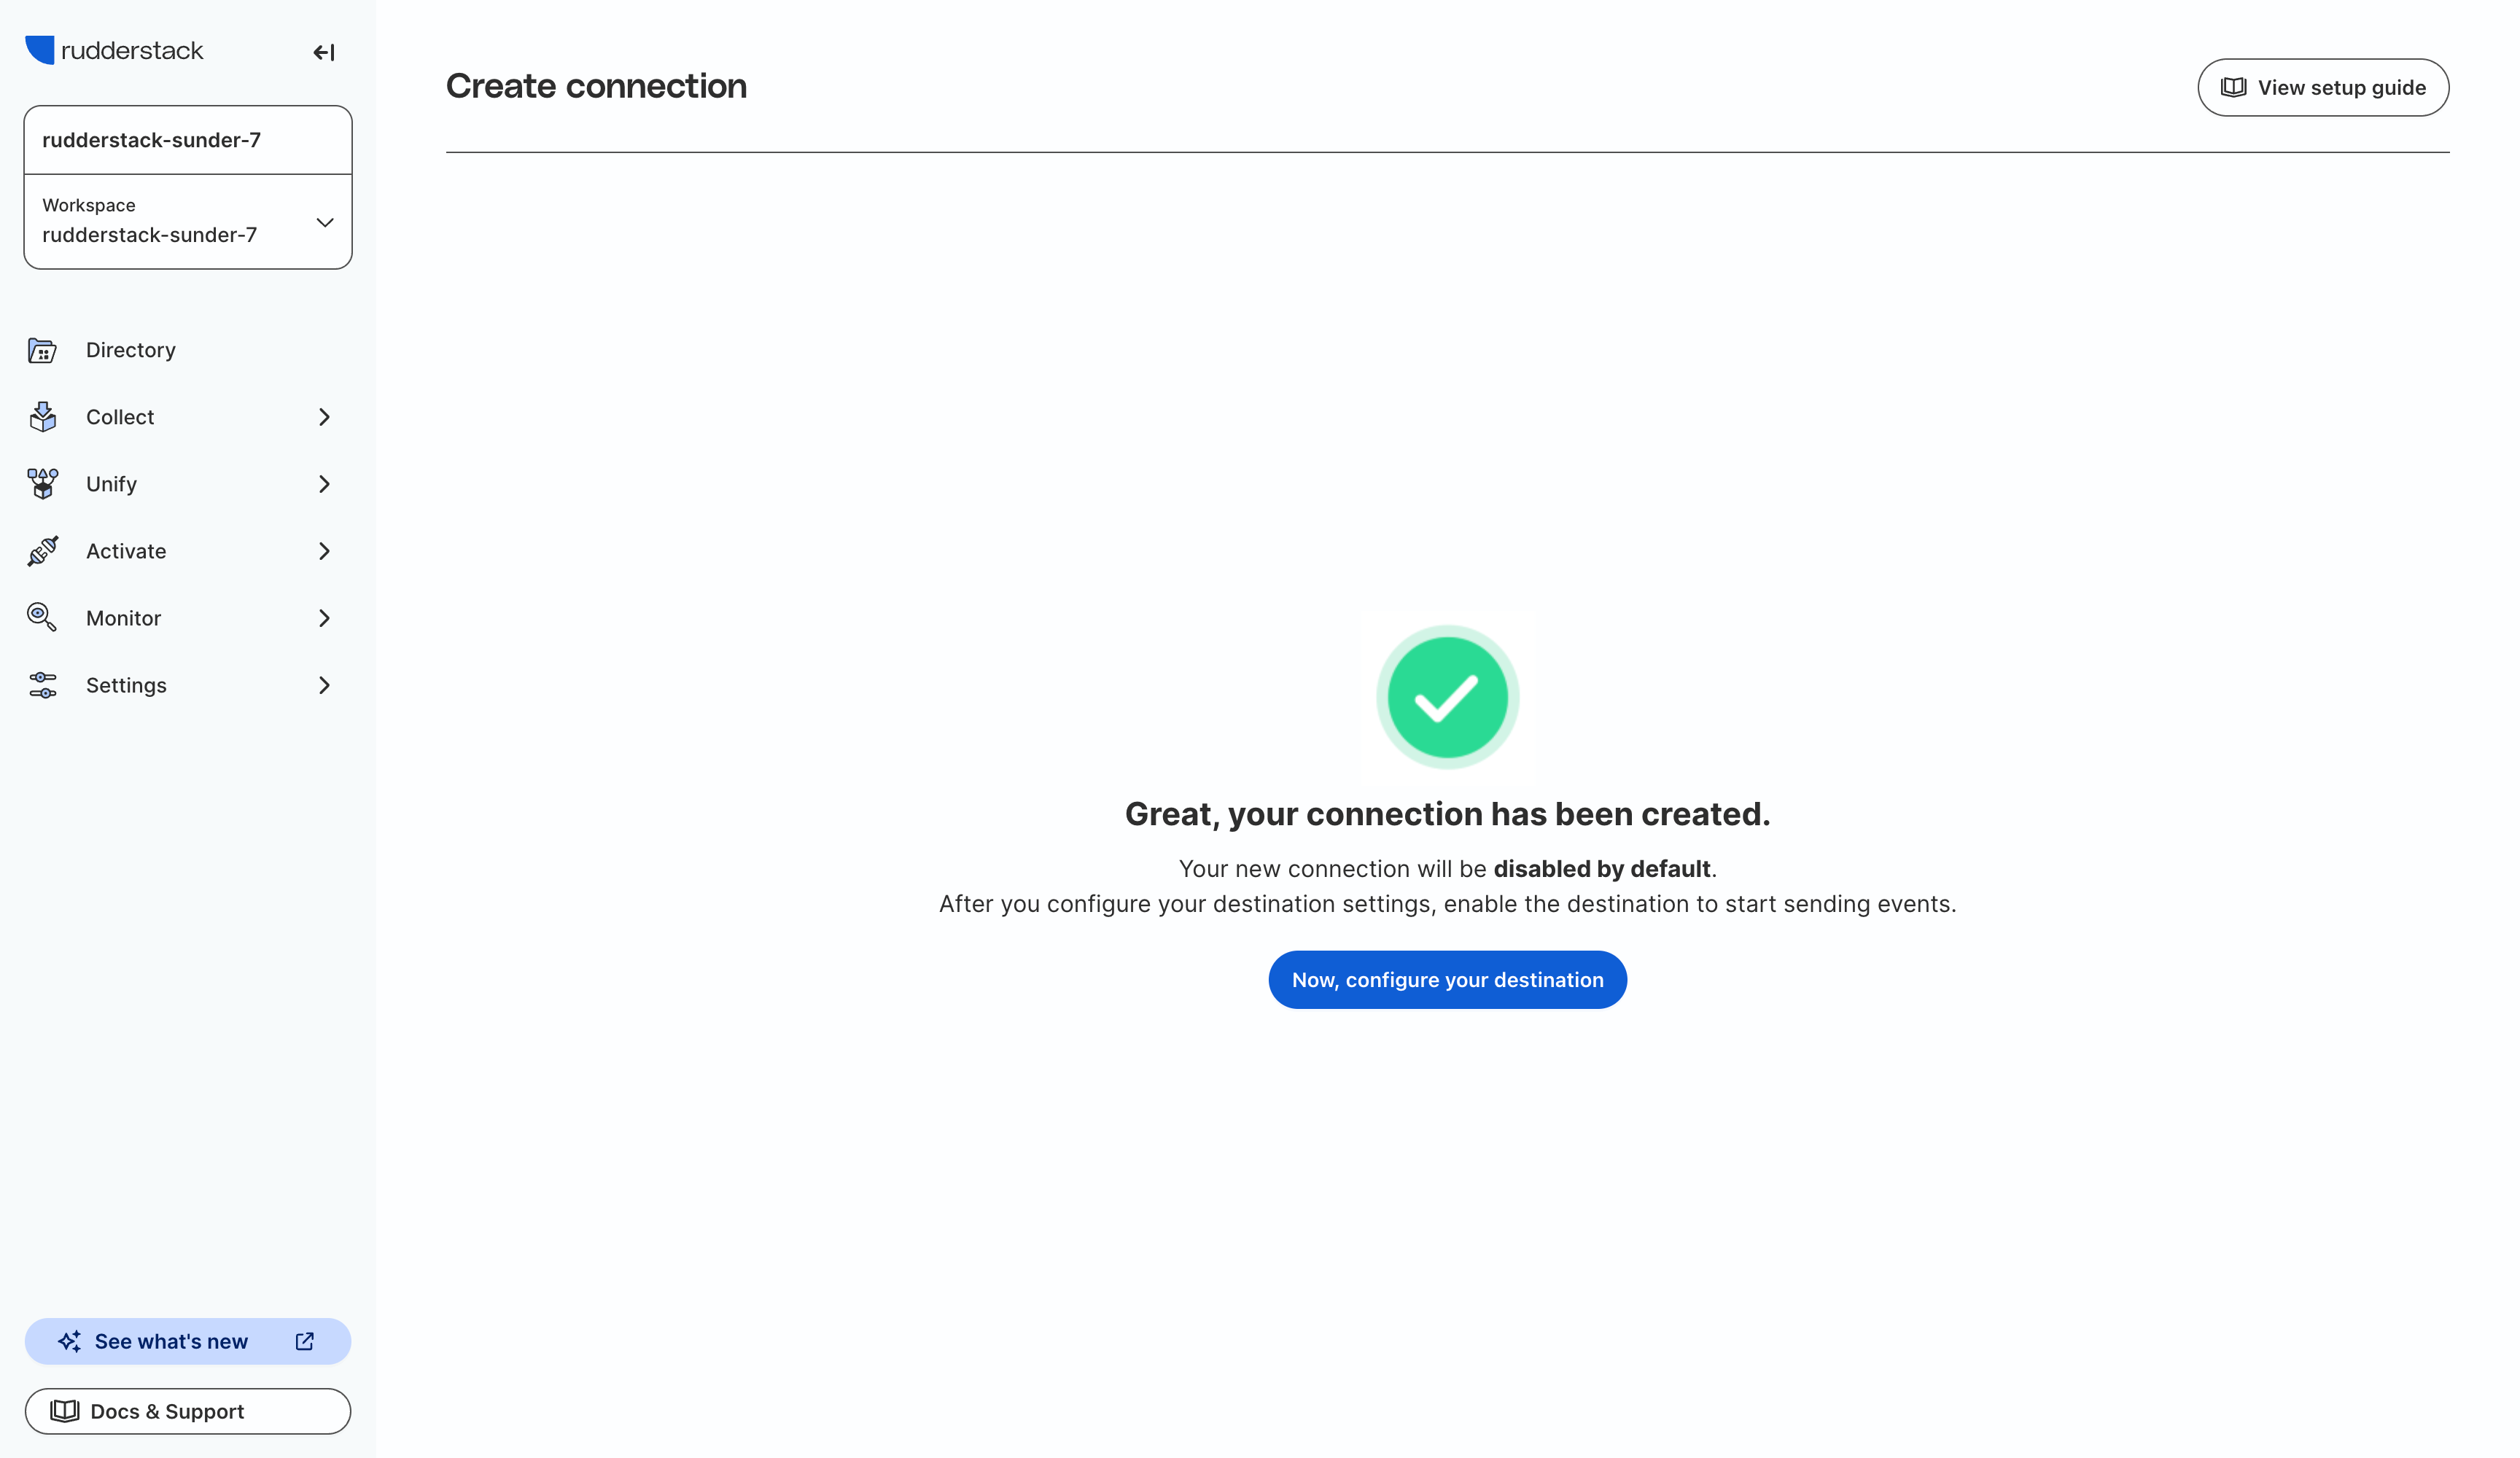 rudderstack
rudderstack-sunder-7
Workspace
rudderstack-sunder-7
Directory
Collect
Unify
Activate
Monitor
Settings
See what's new
Docs & Support
Create connection
View setup guide
Great, your connection has been created.
Your new connection will be disabled by default.
After you configure your destination settings, enable the destination to start sending events.
Now, configure your destination